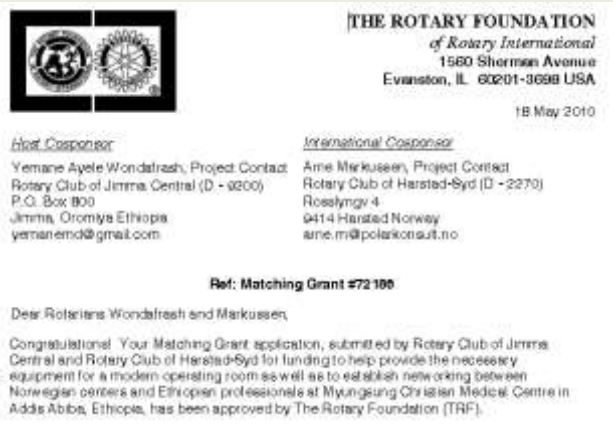 THE ROTARY FOUNDATION
of Rotary International
1560 Sherman Avenue
Evanston, IL 60201-3698 USA
18 May 2010
Host Cosponsor
Yemane Ayele Wondafrash, Project Contact
Rotary Club of Jimma Central (D - 9200)
P.O. Box 800
Jimma, Oromiya Ethiopia
yemanemd@gmail.com
International Cosponsor
Arne Markussen, Project Contact
Rotary Club of Harstad-Syd (D - 2270)
Rosslyngv 4
9414 Harstad Norway
arne.m@polarkonsult.no
Ref: Matching Grant #72186
Dear Rotarians Wondafrash and Markussen,
Congratulations! Your Matching Grant application, submitted by Rotary Club of Jimma
Central and Rotary Club of Harstad-Syd for funding to help provide the necessary
equipment for a modern operating room as well as to establish networking between
Norwegian centers and Ethiopian professionals at Myungsung Christian Medical Centre in
Addis Abiba, Ethiopia, has been approved by The Rotary Foundation (TRF).